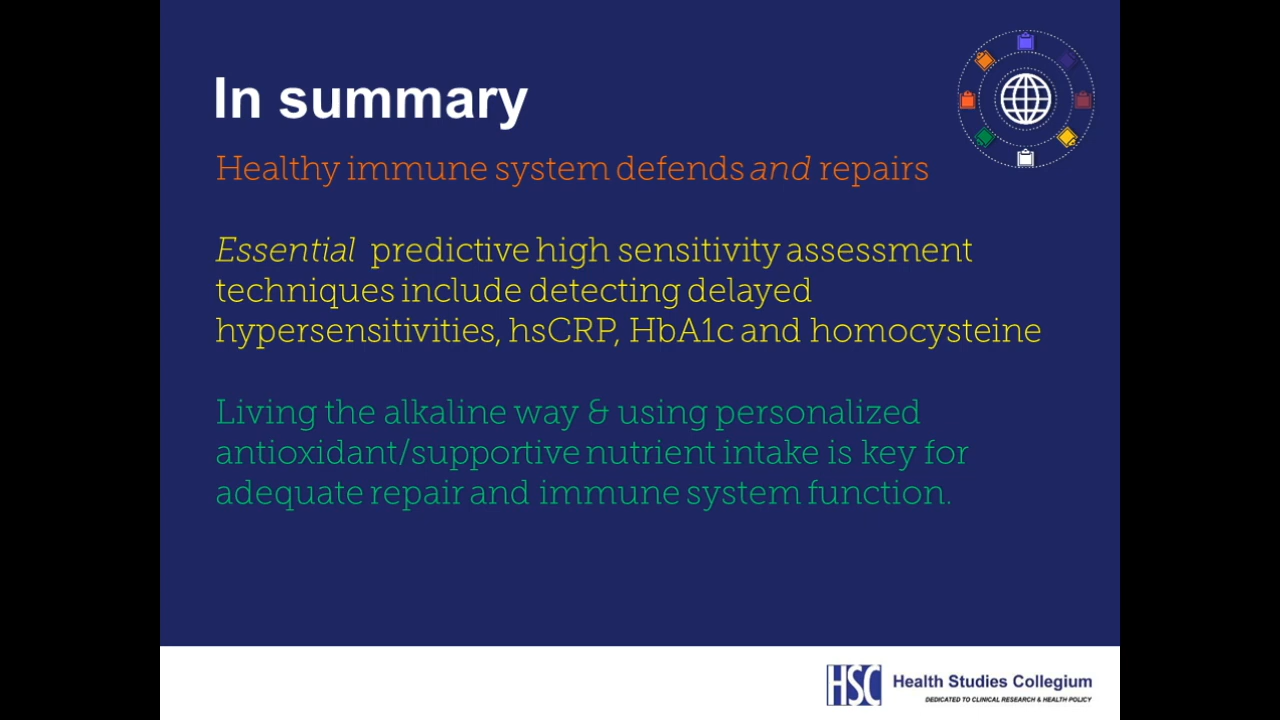 In summary
Healthy immune system defends and repairs
Essential predictive high sensitivity assessment
techniques include detecting delayed
hypersensitivities, hsCRP, HbA1c and homocysteine
Living the alkaline way & using personalized
antioxidant/supportive nutrient intake is key for
adequate repair and immune system function.
HSC Health Studies Collegium
DEDICATED TO CLINICAL RESEARCH & HEALTH POLICY